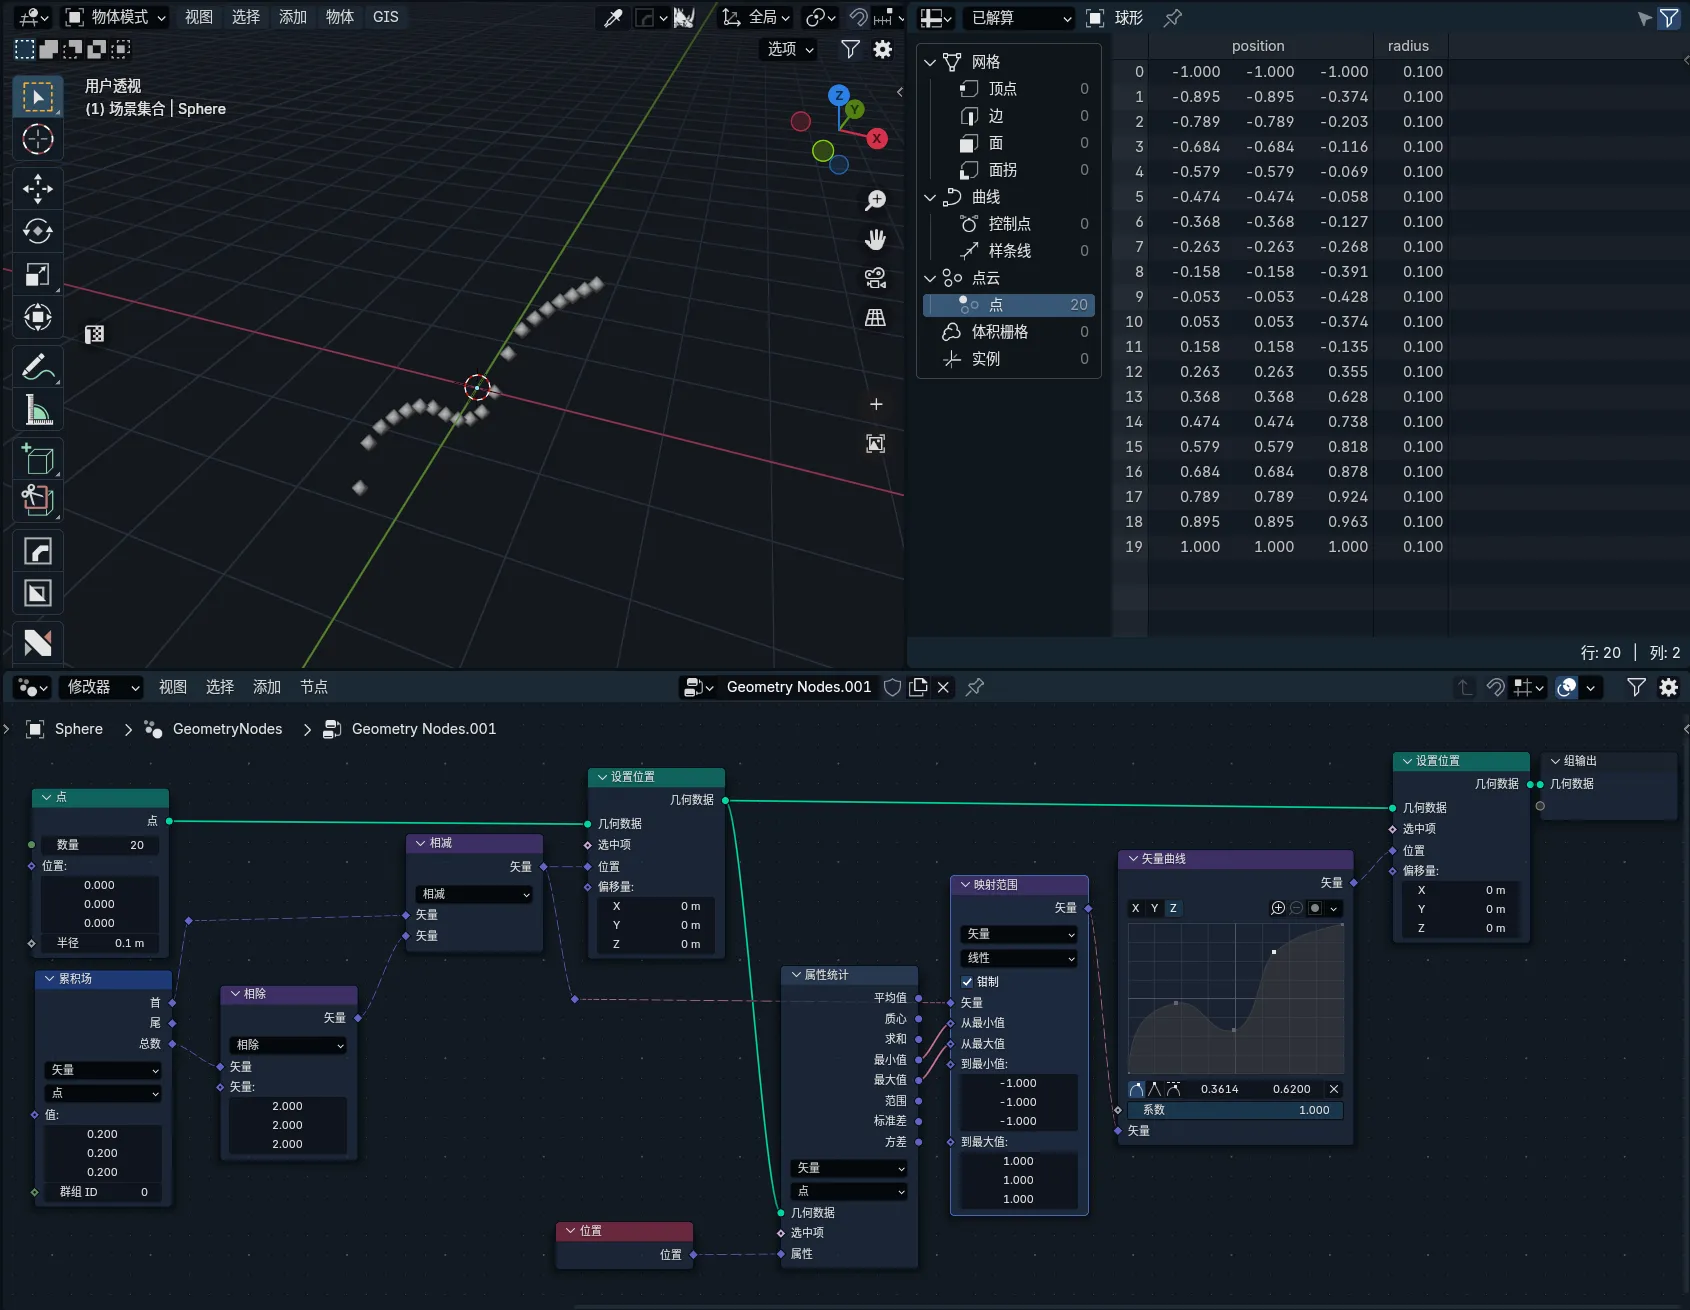 物体模式 视图 选择 添加 物体 GIS 全局
选项
用户透视
(1) 场景集合 | Sphere
Z
Y
X
已解算 球形
网格
顶点 0
边 0
面 0
面拐 0
曲线
控制点 0
样条线 0
点云
点 20
体积栅格 0
实例 0
position radius
0 -1.000 -1.000 -1.000 0.100
1 -0.895 -0.895 -0.374 0.100
2 -0.789 -0.789 -0.203 0.100
3 -0.684 -0.684 -0.116 0.100
4 -0.579 -0.579 -0.069 0.100
5 -0.474 -0.474 -0.058 0.100
6 -0.368 -0.368 -0.127 0.100
7 -0.263 -0.263 -0.268 0.100
8 -0.158 -0.158 -0.391 0.100
9 -0.053 -0.053 -0.428 0.100
10 0.053 0.053 -0.374 0.100
11 0.158 0.158 -0.135 0.100
12 0.263 0.263 0.355 0.100
13 0.368 0.368 0.628 0.100
14 0.474 0.474 0.738 0.100
15 0.579 0.579 0.818 0.100
16 0.684 0.684 0.878 0.100
17 0.789 0.789 0.924 0.100
18 0.895 0.895 0.963 0.100
19 1.000 1.000 1.000 0.100
行: 20 | 列: 2
修改器 视图 选择 添加 节点 Geometry Nodes.001
Sphere GeometryNodes Geometry Nodes.001
点
点
数量 20
位置:
0.000
0.000
0.000
半径 0.1 m
累积场
首
尾
总数
矢量
点
值:
0.200
0.200
0.200
群组 ID 0
相除
矢量
相除
矢量
矢量:
2.000
2.000
2.000
相减
矢量
相减
矢量
矢量
设置位置
几何数据
几何数据
选中项
位置
偏移量:
X 0 m
Y 0 m
Z 0 m
位置
位置
属性统计
平均值
质心
求和
最小值
最大值
范围
标准差
方差
矢量
点
几何数据
选中项
属性
映射范围
矢量
矢量
线性
钳制
矢量
从最小值
从最大值
到最小值:
-1.000
-1.000
-1.000
到最大值:
1.000
1.000
1.000
矢量曲线
矢量
X Y Z
0.3614 0.6200
系数 1.000
矢量
设置位置
几何数据
几何数据
选中项
位置
偏移量:
X 0 m
Y 0 m
Z 0 m
组输出
几何数据